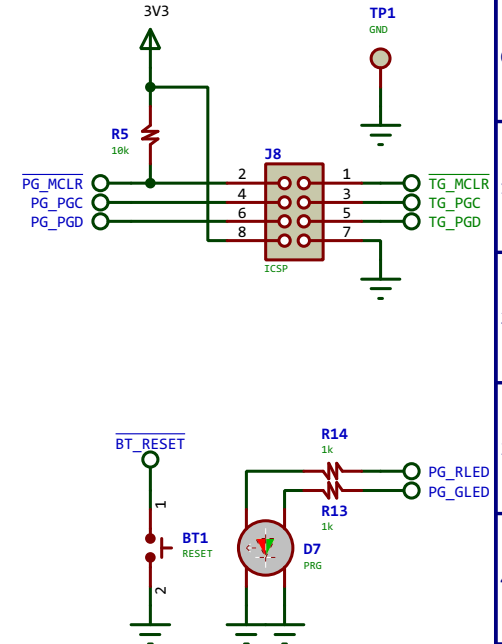 3V3
TP1
GND
R5
10k
J8
PG_MCLR
2
1
TG_MCLR
PG_PGC
4
3
TG_PGC
PG_PGD
6
5
TG_PGD
8
7
ICSP
BT_RESET
R14
1k
PG_RLED
PG_GLED
R13
1k
1
BT1
RESET
D7
PRG
2